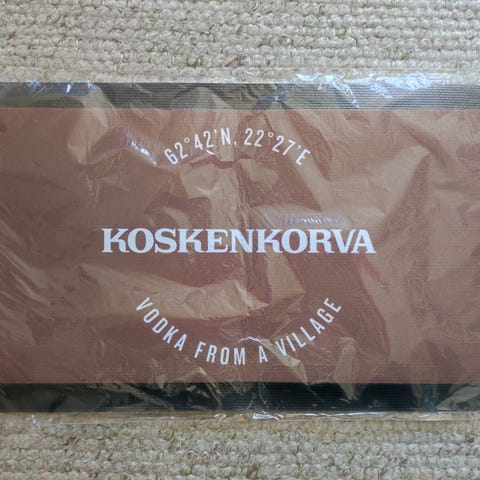 62°42'N, 22°27'E
KOSKENKORVA
VODKA FROM A VILLAGE